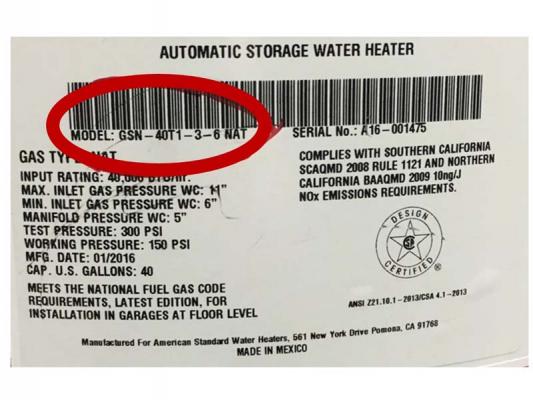 AUTOMATIC STORAGE WATER HEATER
MODEL: GSN-40T1-3-6 NAT
SERIAL No.: A16-001475
GAS TYPE: NAT
INPUT RATING: 40,000 BTU/hr.
MAX. INLET GAS PRESSURE WC: 11"
MIN. INLET GAS PRESSURE WC: 6"
MANIFOLD PRESSURE WC: 5"
TEST PRESSURE: 300 PSI
WORKING PRESSURE: 150 PSI
MFG. DATE: 01/2016
CAP. U.S. GALLONS: 40
MEETS THE NATIONAL FUEL GAS CODE
REQUIREMENTS, LATEST EDITION, FOR
INSTALLATION IN GARAGES AT FLOOR LEVEL
COMPLIES WITH SOUTHERN CALIFORNIA
SCAQMD 2008 RULE 1121 AND NORTHERN
CALIFORNIA BAAQMD 2009 10ng/J
NOx EMISSIONS REQUIREMENTS.
DESIGN
CERTIFIED
®
ANSI Z21.10.1-2013/CSA 4.1-2013
Manufactured For American Standard Water Heaters, 561 New York Drive Pomona, CA 91768
MADE IN MEXICO